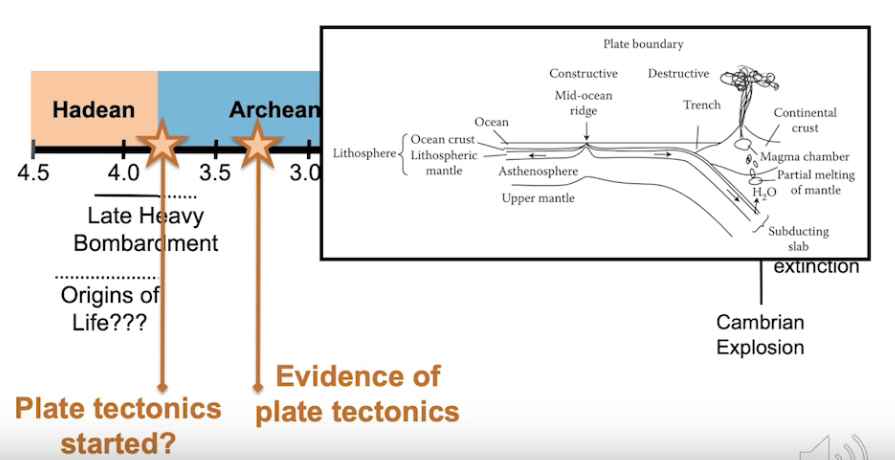 Plate boundary
Constructive Destructive
Mid-ocean
ridge
Trench
Continental
crust
Ocean
Ocean crust
Lithosphere
Lithospheric
mantle
Magma chamber
Asthenosphere
Partial melting
of mantle
Upper mantle
H₂O
Subducting
slab
Hadean
Archean
4.5 4.0 3.5 3.0
Late Heavy
Bombardment
extinction
Origins of
Life???
Cambrian
Explosion
Evidence of
plate tectonics
Plate tectonics
started?